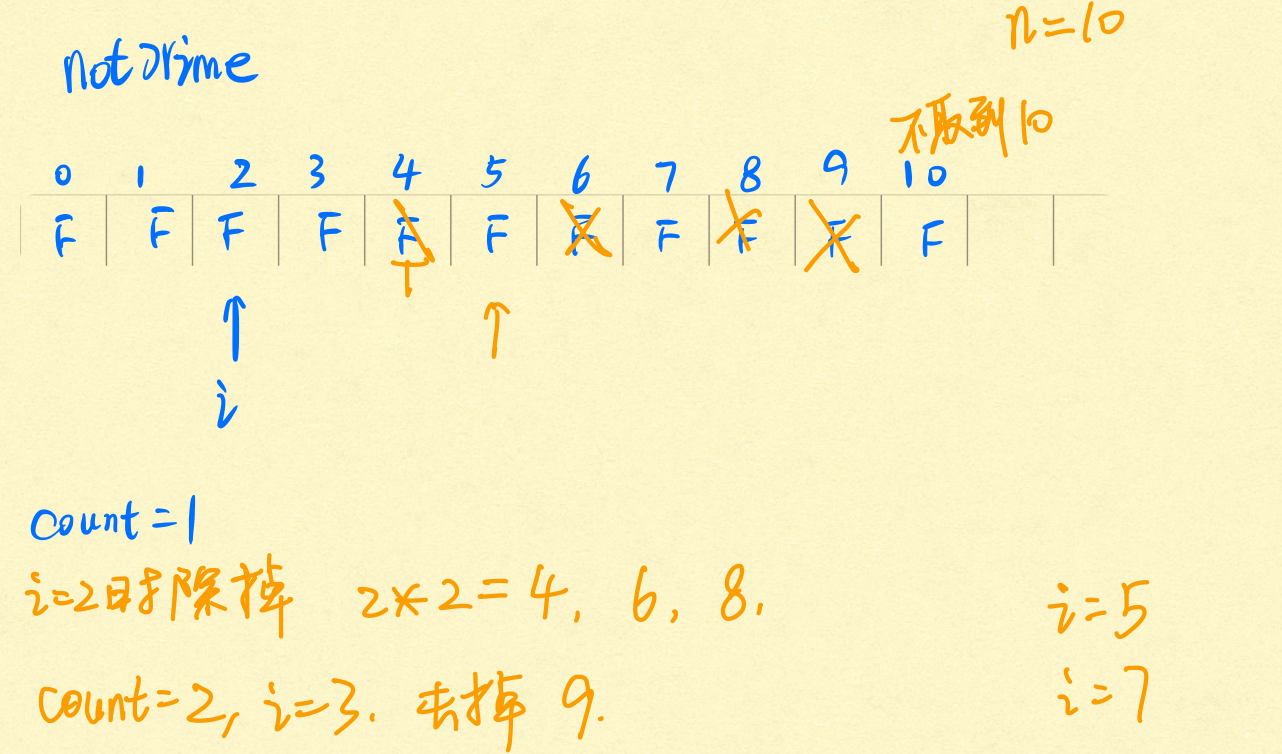 n=10
notPrime
不取到10
0 1 2 3 4 5 6 7 8 9 10
F F F F F F F F F F F
T
i
count=1
i=2时除掉 2*2=4, 6, 8,
i=5
count=2, i=3. 去掉 9.
i=7